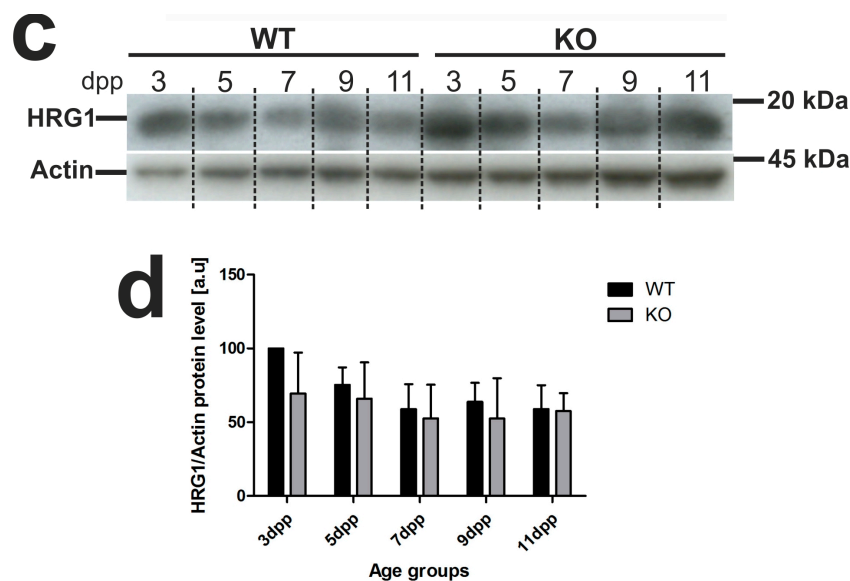 c
WT KO
dpp 3 5 7 9 11 3 5 7 9 11
20 kDa
HRG1
45 kDa
Actin
d
HRG1/Actin protein level [a.u]
150
100
50
0
WT
KO
3dpp 5dpp 7dpp 9dpp 11dpp
Age groups